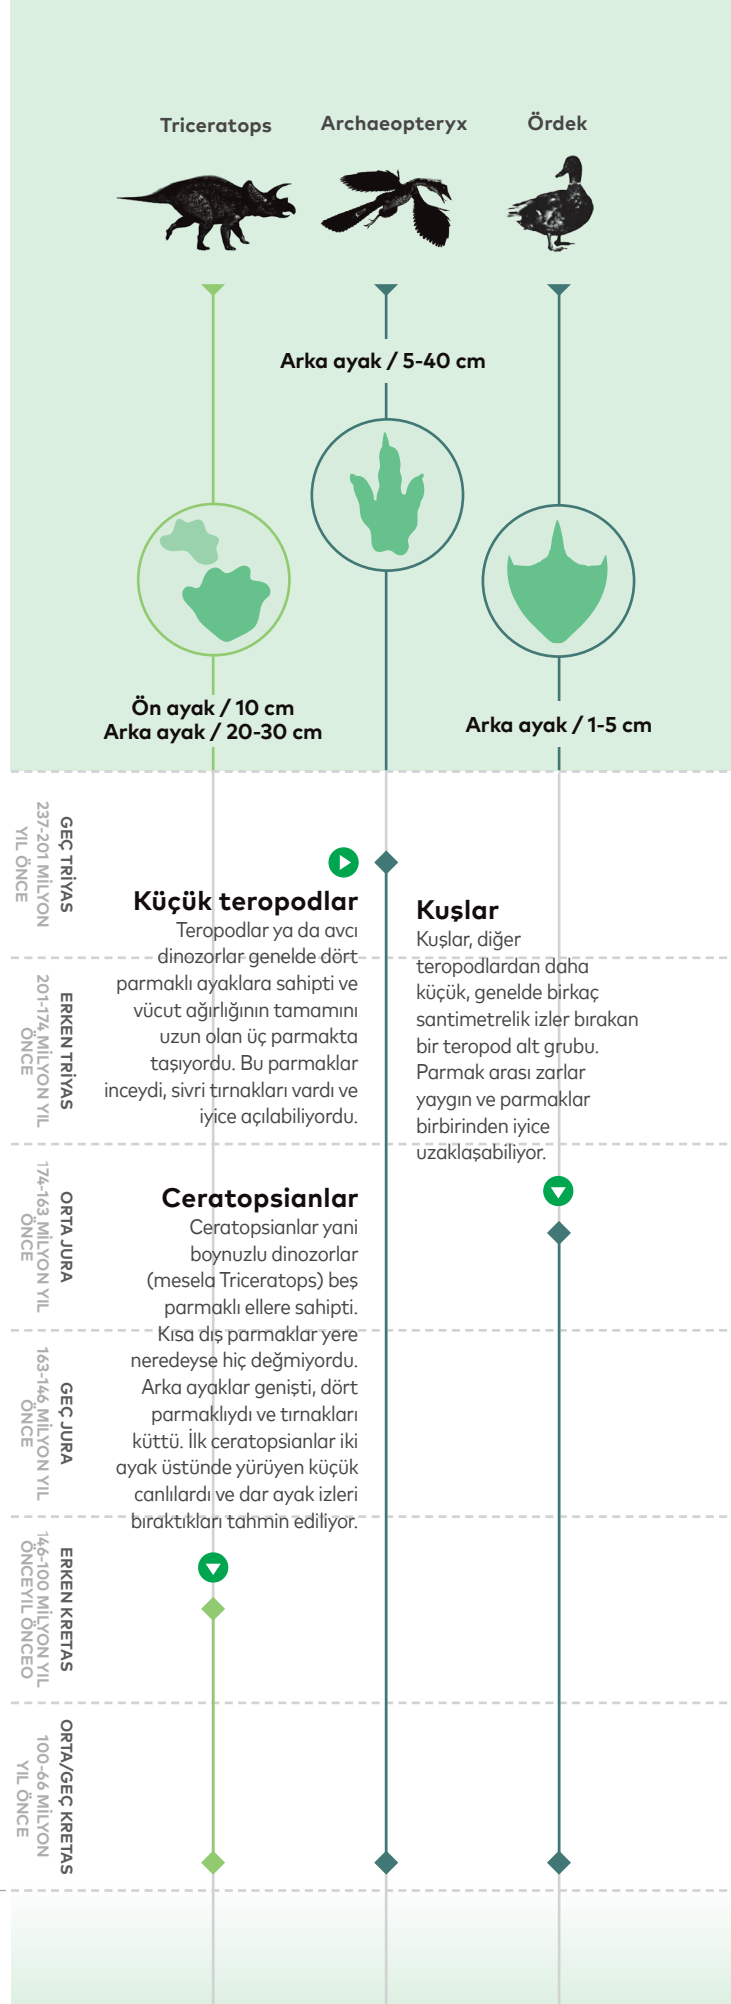 Triceratops
Archaeopteryx
Ördek
Arka ayak / 5-40 cm
Ön ayak / 10 cm
Arka ayak / 20-30 cm
Arka ayak / 1-5 cm
GEÇ TRİYAS
237-201 MİLYON
YIL ÖNCE
Küçük teropodlar
Teropodlar ya da avcı
dinozorlar genelde dört
parmaklı ayaklara sahipti ve
vücut ağırlığının tamamını
uzun olan üç parmakta
taşıyordu. Bu parmaklar
inceydi, sivri tırnakları vardı ve
iyice açılabiliyordu.
Kuşlar
Kuşlar, diğer
teropodlardan daha
küçük, genelde birkaç
santimetrelik izler bırakan
bir teropod alt grubu.
Parmak arası zarlar
yaygın ve parmaklar
birbirinden iyice
uzaklaşabiliyor.
ERKEN TRİYAS
201-174 MİLYON YIL
ÖNCE
ORTA JURA
174-163 MİLYON YIL
ÖNCE
Ceratopsianlar
Ceratopsianlar yani
boynuzlu dinozorlar
(mesela Triceratops) beş
parmaklı ellere sahipti.
Kısa dış parmaklar yere
neredeyse hiç değmiyordu.
Arka ayaklar genişti, dört
parmaklıydı ve tırnakları
küttü. İlk ceratopsianlar iki
ayak üstünde yürüyen küçük
canlılardı ve dar ayak izleri
bıraktıkları tahmin ediliyor.
GEÇ JURA
163-146 MİLYON YIL
ÖNCE
ERKEN KRETAS
146-100 MİLYON YIL
ÖNCEYIL ÖNCEO
ORTA/GEÇ KRETAS
100-66 MİLYON
YIL ÖNCE